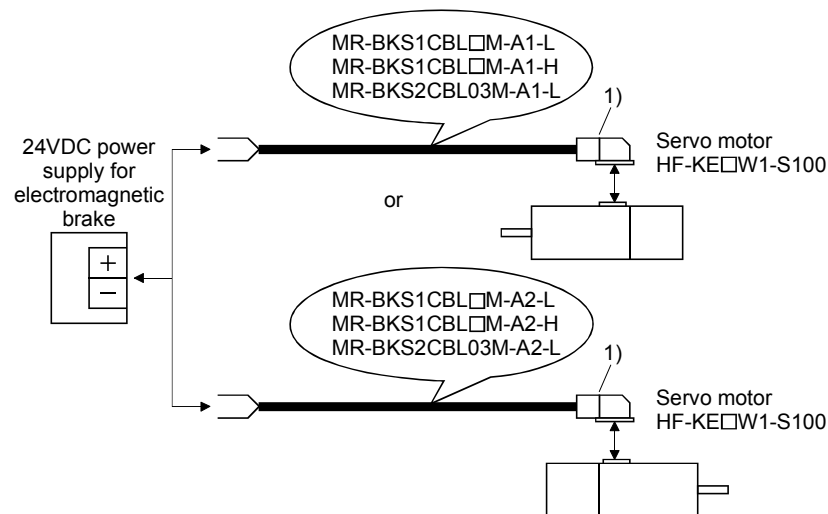 MR-BKS1CBL□M-A1-L
MR-BKS1CBL□M-A1-H
MR-BKS2CBL03M-A1-L
1)
24VDC power
supply for
electromagnetic
brake
Servo motor
HF-KE□W1-S100
or
+
−
MR-BKS1CBL□M-A2-L
MR-BKS1CBL□M-A2-H
MR-BKS2CBL03M-A2-L
1)
Servo motor
HF-KE□W1-S100